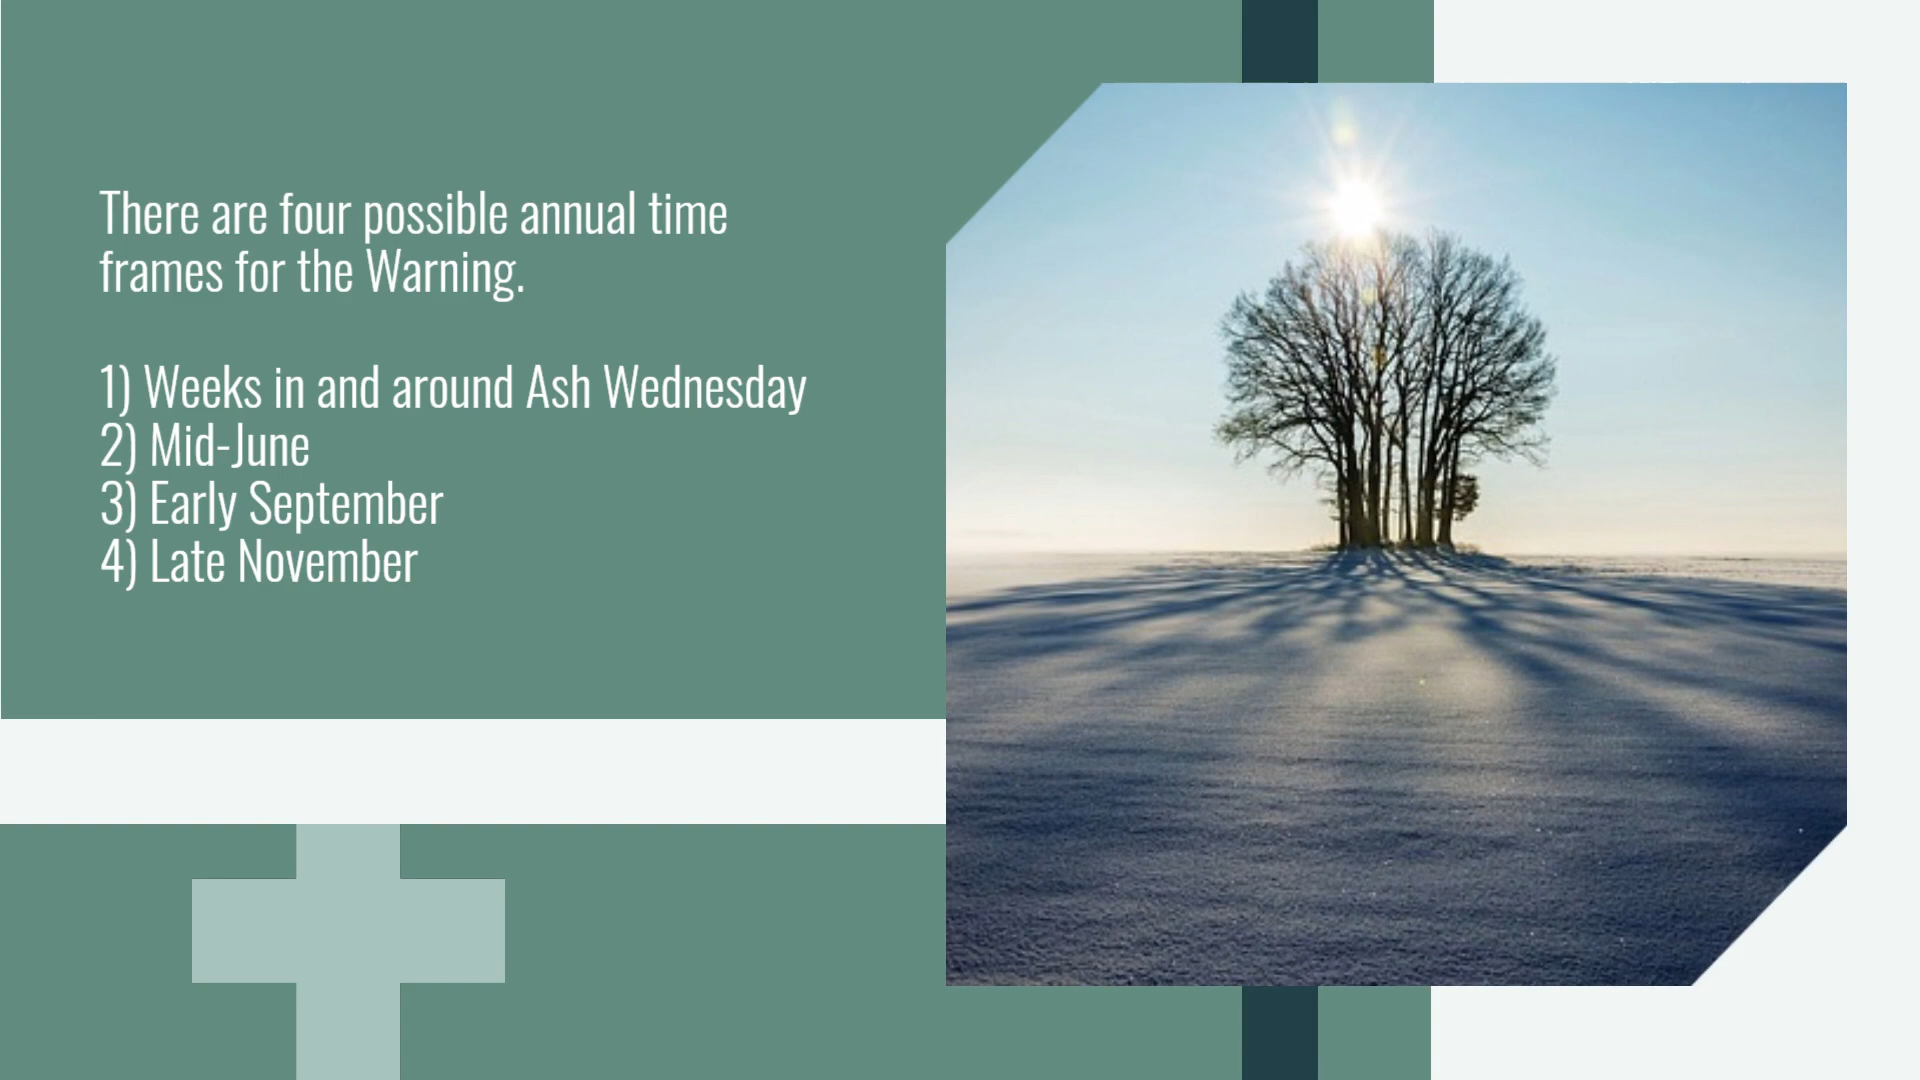 There are four possible annual time
frames for the Warning.
1) Weeks in and around Ash Wednesday
2) Mid-June
3) Early September
4) Late November